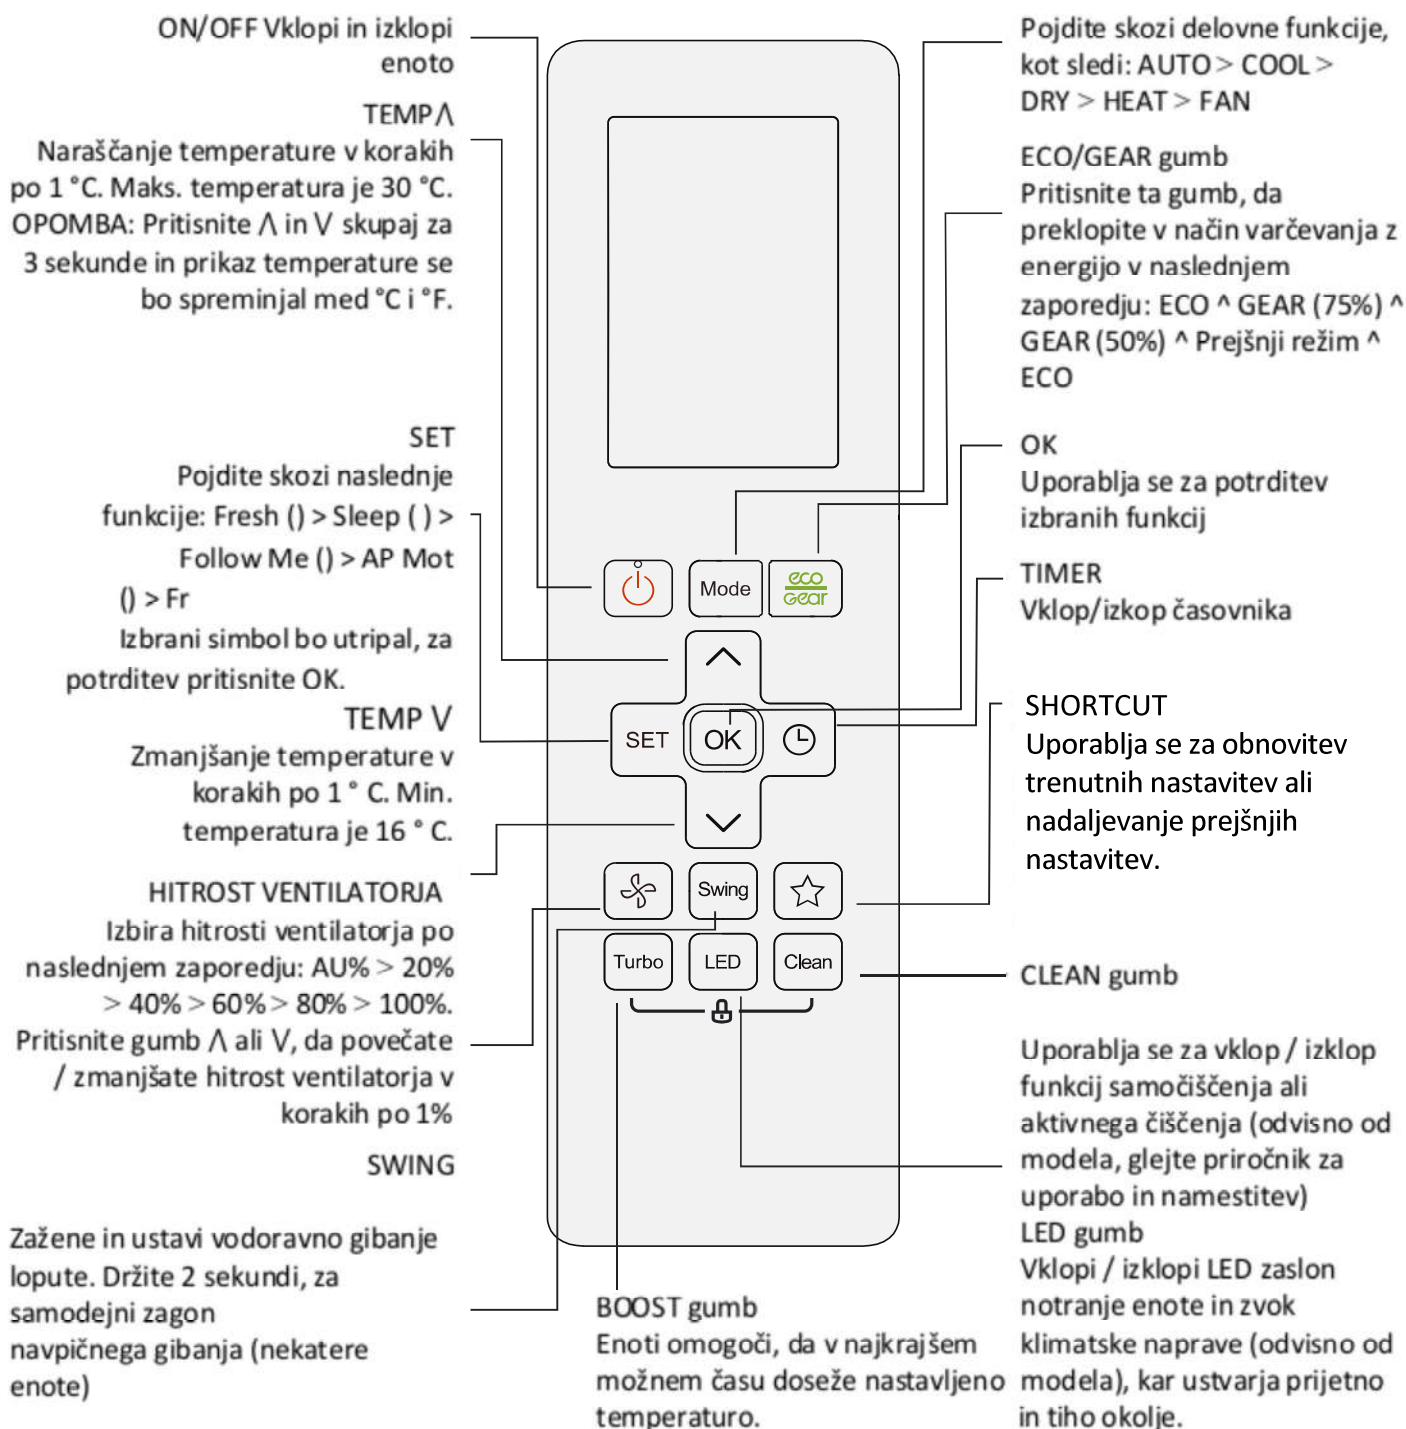 ON/OFF Vklopi in izklopi
enoto
TEMP⋀
Naraščanje temperature v korakih
po 1 °C. Maks. temperatura je 30 °C.
OPOMBA: Pritisnite ⋀ in ⋁ skupaj za
3 sekunde in prikaz temperature se
bo spreminjal med °C i °F.
SET
Pojdite skozi naslednje
funkcije: Fresh () > Sleep ( ) >
Follow Me () > AP Mot
() > Fr
Izbrani simbol bo utripal, za
potrditev pritisnite OK.
TEMP ⋁
Zmanjšanje temperature v
korakih po 1 ° C. Min.
temperatura je 16 ° C.
HITROST VENTILATORJA
Izbira hitrosti ventilatorja po
naslednjem zaporedju: AU% > 20%
> 40% > 60% > 80% > 100%.
Pritisnite gumb ⋀ ali ⋁, da povečate
/ zmanjšate hitrost ventilatorja v
korakih po 1%
SWING
Zažene in ustavi vodoravno gibanje
lopute. Držite 2 sekundi, za
samodejni zagon
navpičnega gibanja (nekatere
enote)
Mode
eco
Gear
SET
OK
Swing
Turbo
LED
Clean
BOOST gumb
Enoti omogoči, da v najkrajšem
možnem času doseže nastavljeno
temperaturo.
Pojdite skozi delovne funkcije,
kot sledi: AUTO > COOL >
DRY > HEAT > FAN
ECO/GEAR gumb
Pritisnite ta gumb, da
preklopite v način varčevanja z
energijo v naslednjem
zaporedju: ECO ^ GEAR (75%) ^
GEAR (50%) ^ Prejšnji režim ^
ECO
OK
Uporablja se za potrditev
izbranih funkcij
TIMER
Vklop/izkop časovnika
SHORTCUT
Uporablja se za obnovitev
trenutnih nastavitev ali
nadaljevanje prejšnjih
nastavitev.
CLEAN gumb
Uporablja se za vklop / izklop
funkcij samočiščenja ali
aktivnega čiščenja (odvisno od
modela, glejte priročnik za
uporabo in namestitev)
LED gumb
Vklopi / izklopi LED zaslon
notranje enote in zvok
klimatske naprave (odvisno od
modela), kar ustvarja prijetno
in tiho okolje.